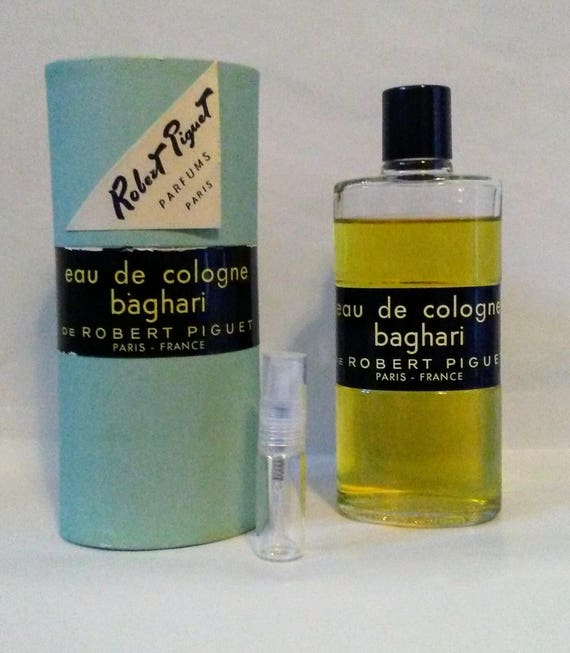 Robert Piguet
PARFUMS
PARIS
eau de cologne
baghari
DE ROBERT PIGUET
PARIS - FRANCE
eau de cologne
baghari
DE ROBERT PIGUET
PARIS - FRANCE